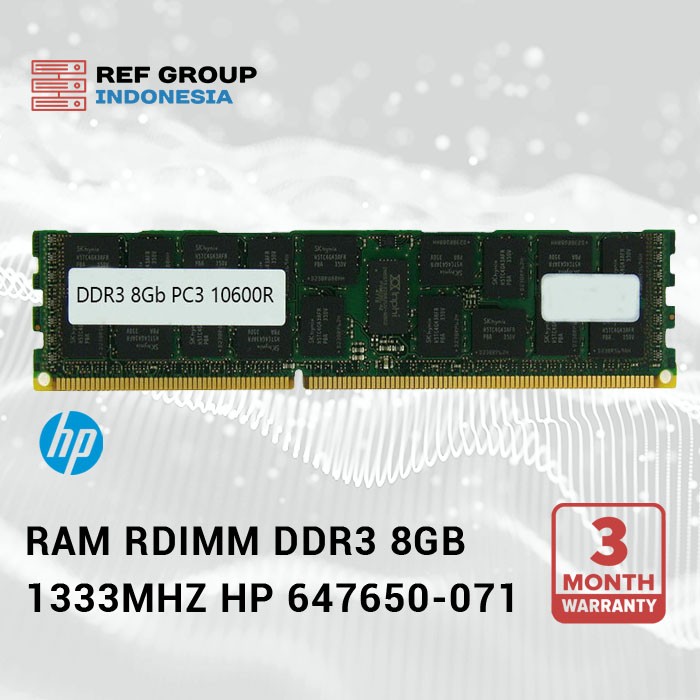 REF GROUP
INDONESIA
DDR3 8Gb PC3 10600R
hp
RAM RDIMM DDR3 8GB
1333MHZ HP 647650-071
3
MONTH
WARRANTY